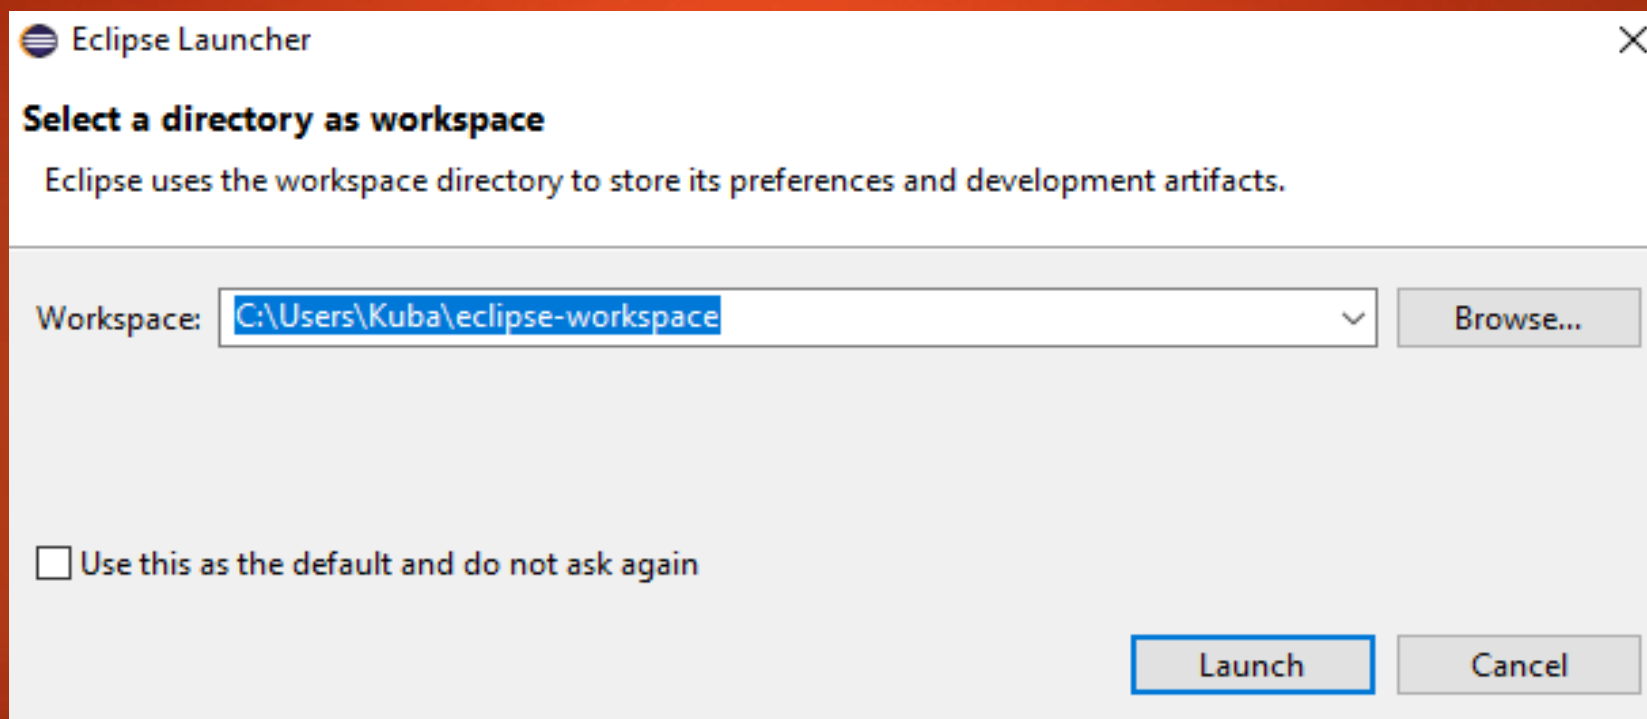 Eclipse Launcher
Select a directory as workspace
Eclipse uses the workspace directory to store its preferences and development artifacts.
Workspace: C:\Users\Kuba\eclipse-workspace Browse...
Use this as the default and do not ask again
Launch Cancel